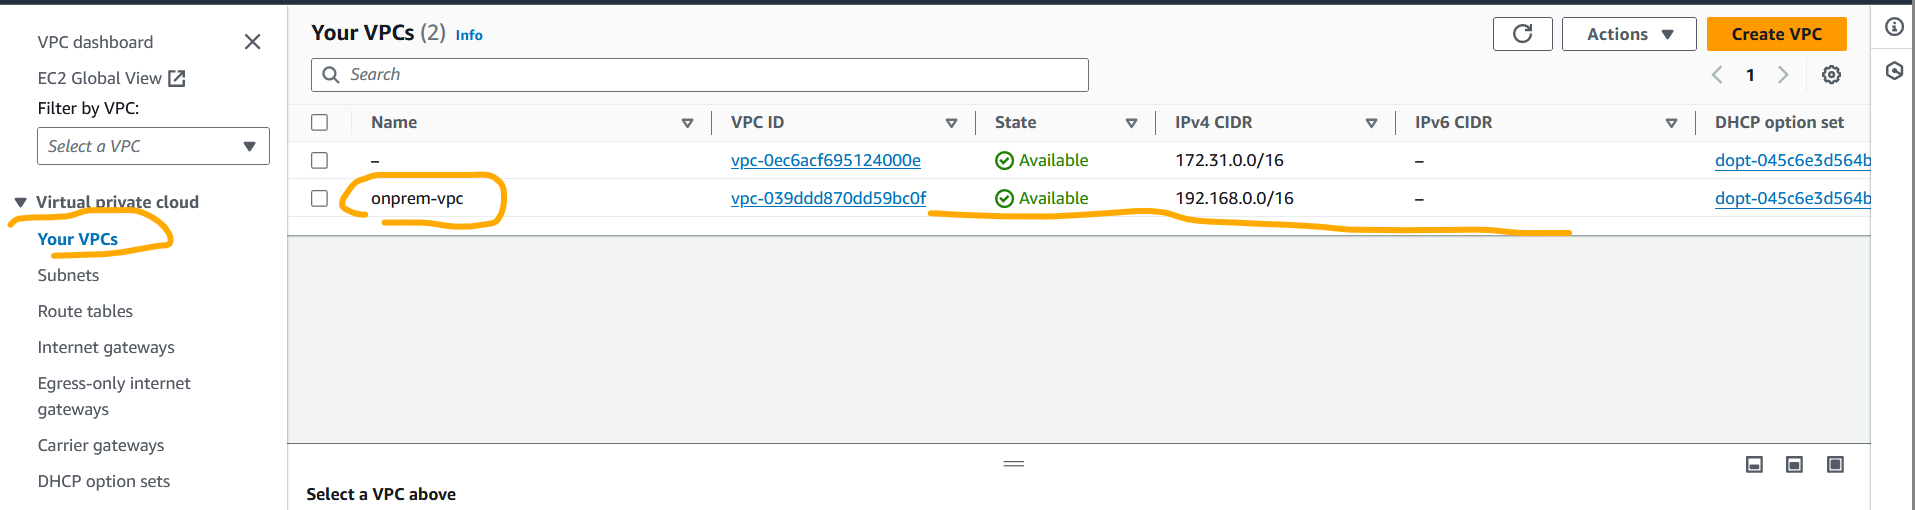 VPC dashboard
EC2 Global View
Filter by VPC:
Select a VPC
Virtual private cloud
Your VPCs
Subnets
Route tables
Internet gateways
Egress-only internet
gateways
Carrier gateways
DHCP option sets
Your VPCs (2) Info
Actions
Create VPC
Search
1
Name VPC ID State IPv4 CIDR IPv6 CIDR DHCP option set
– vpc-0ec6acf695124000e Available 172.31.0.0/16 – dopt-045c6e3d564b
onprem-vpc vpc-039ddd870dd59bc0f Available 192.168.0.0/16 – dopt-045c6e3d564b
Select a VPC above